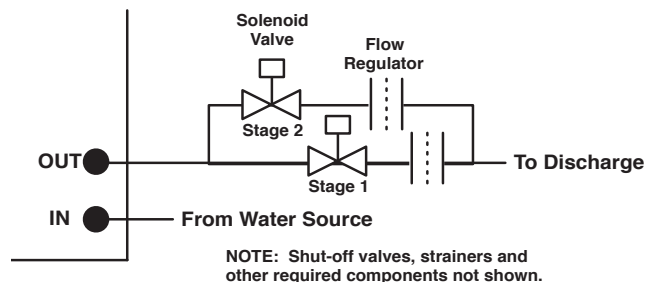 Solenoid
Valve
Flow
Regulator
Stage 2
OUT
To Discharge
Stage 1
IN
From Water Source
NOTE: Shut-off valves, strainers and
other required components not shown.